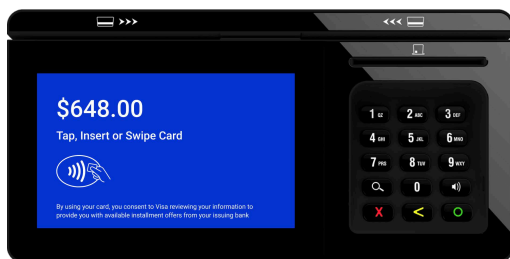 >>>
<<<
$648.00
Tap, Insert or Swipe Card
By using your card, you consent to Visa reviewing your information to
provide you with available installment offers from your issuing bank
1 QZ 2 ABC 3 DEF
4 GHI 5 JKL 6 MNO
7 PRS 8 TUV 9 WXY
0
X < O